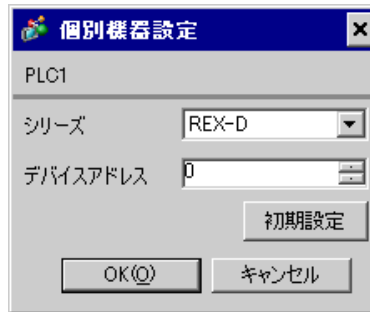 個別機器設定
PLC1
シリーズ REX-D
デバイスアドレス 0
初期設定
OK(O) キャンセル